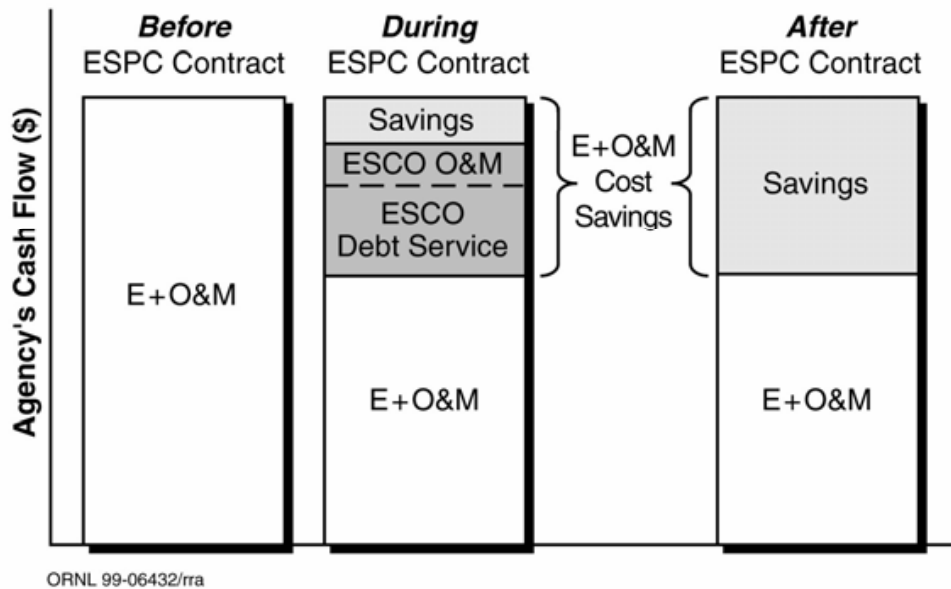 Before
ESPC Contract
During
ESPC Contract
After
ESPC Contract
Agency's Cash Flow ($)
E+O&M
Savings
ESCO O&M
ESCO
Debt Service
E+O&M
E+O&M
Cost
Savings
Savings
E+O&M
ORNL 99-06432/rra